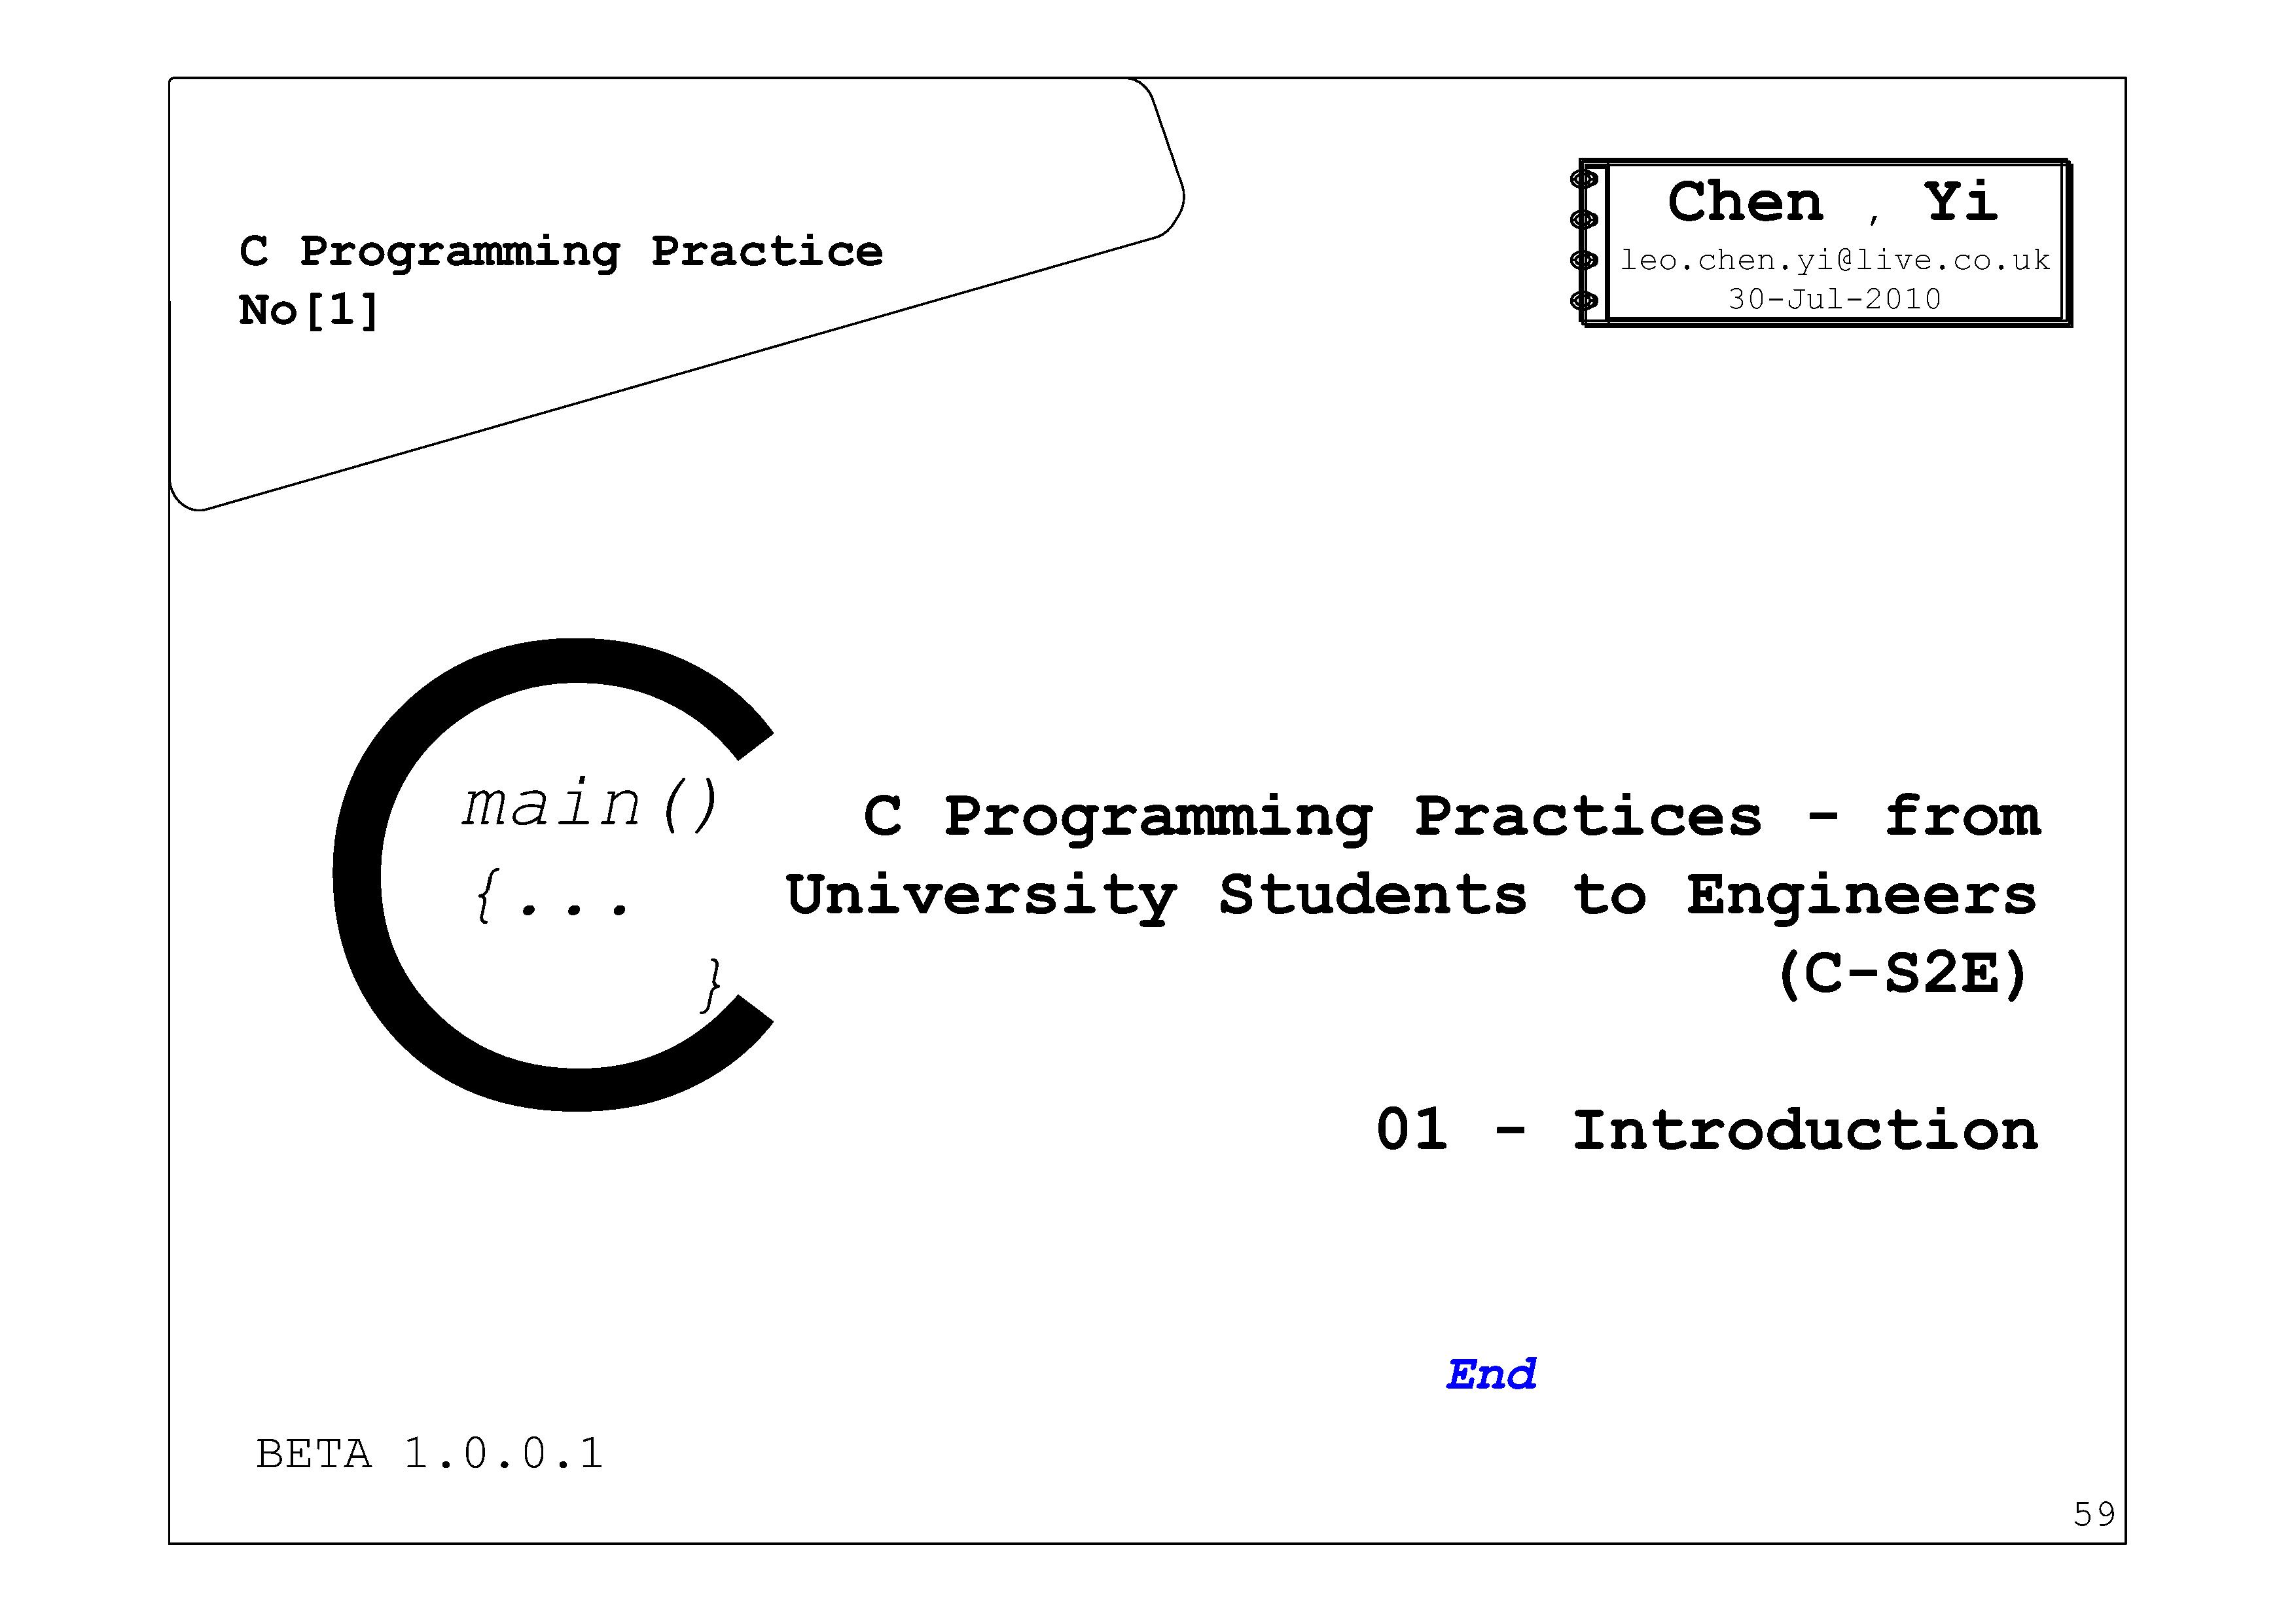 C Programming Practice
No[1]
Chen , Yi
leo.chen.yi@live.co.uk
30-Jul-2010
main()
{...
}
C Programming Practices - from
University Students to Engineers
(C-S2E)
01 - Introduction
End
BETA 1.0.0.1
59